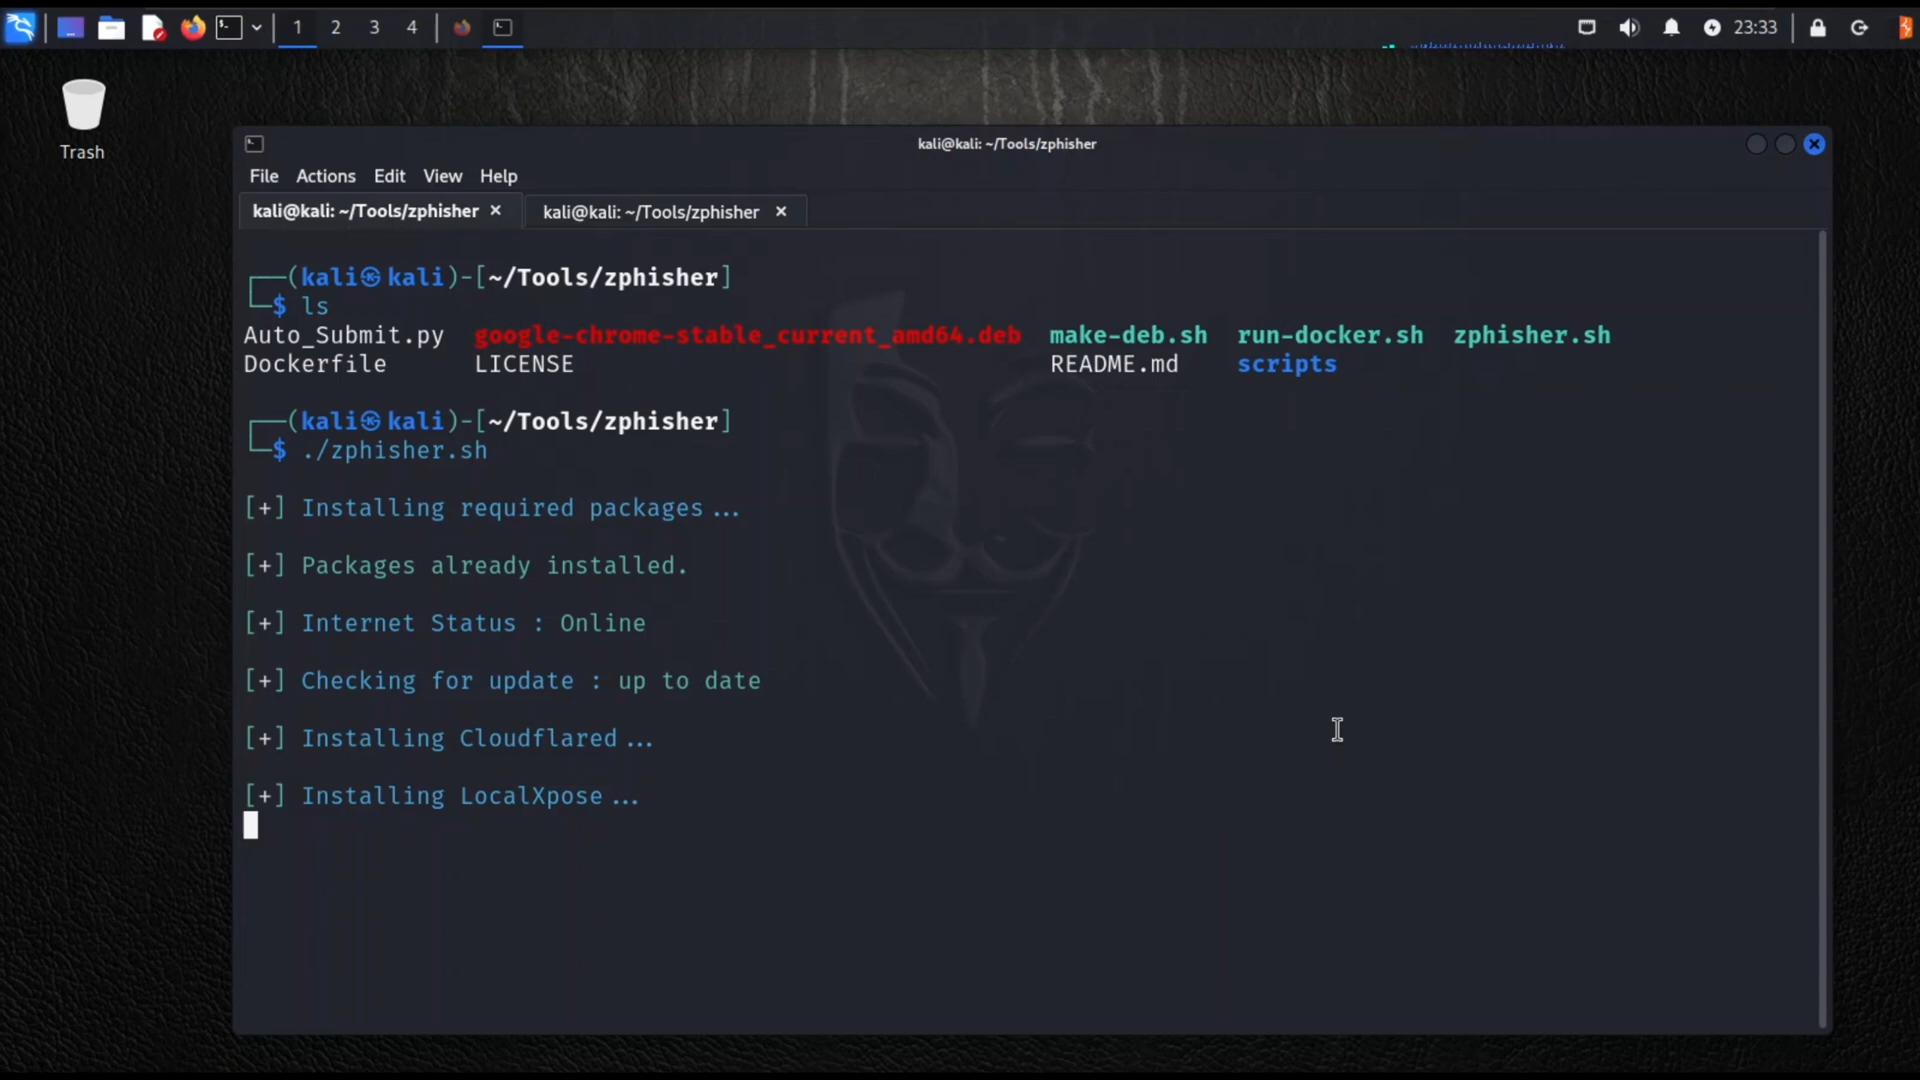 1 2 3 4 23:33
Trash
kali@kali: ~/Tools/zphisher
File Actions Edit View Help
kali@kali: ~/Tools/zphisher kali@kali: ~/Tools/zphisher
(kali㉿kali)-[~/Tools/zphisher]
$ ls
Auto_Submit.py google-chrome-stable_current_amd64.deb make-deb.sh run-docker.sh zphisher.sh
Dockerfile LICENSE README.md scripts
(kali㉿kali)-[~/Tools/zphisher]
$ ./zphisher.sh
[+] Installing required packages...
[+] Packages already installed.
[+] Internet Status : Online
[+] Checking for update : up to date
[+] Installing Cloudflared...
[+] Installing LocalXpose...